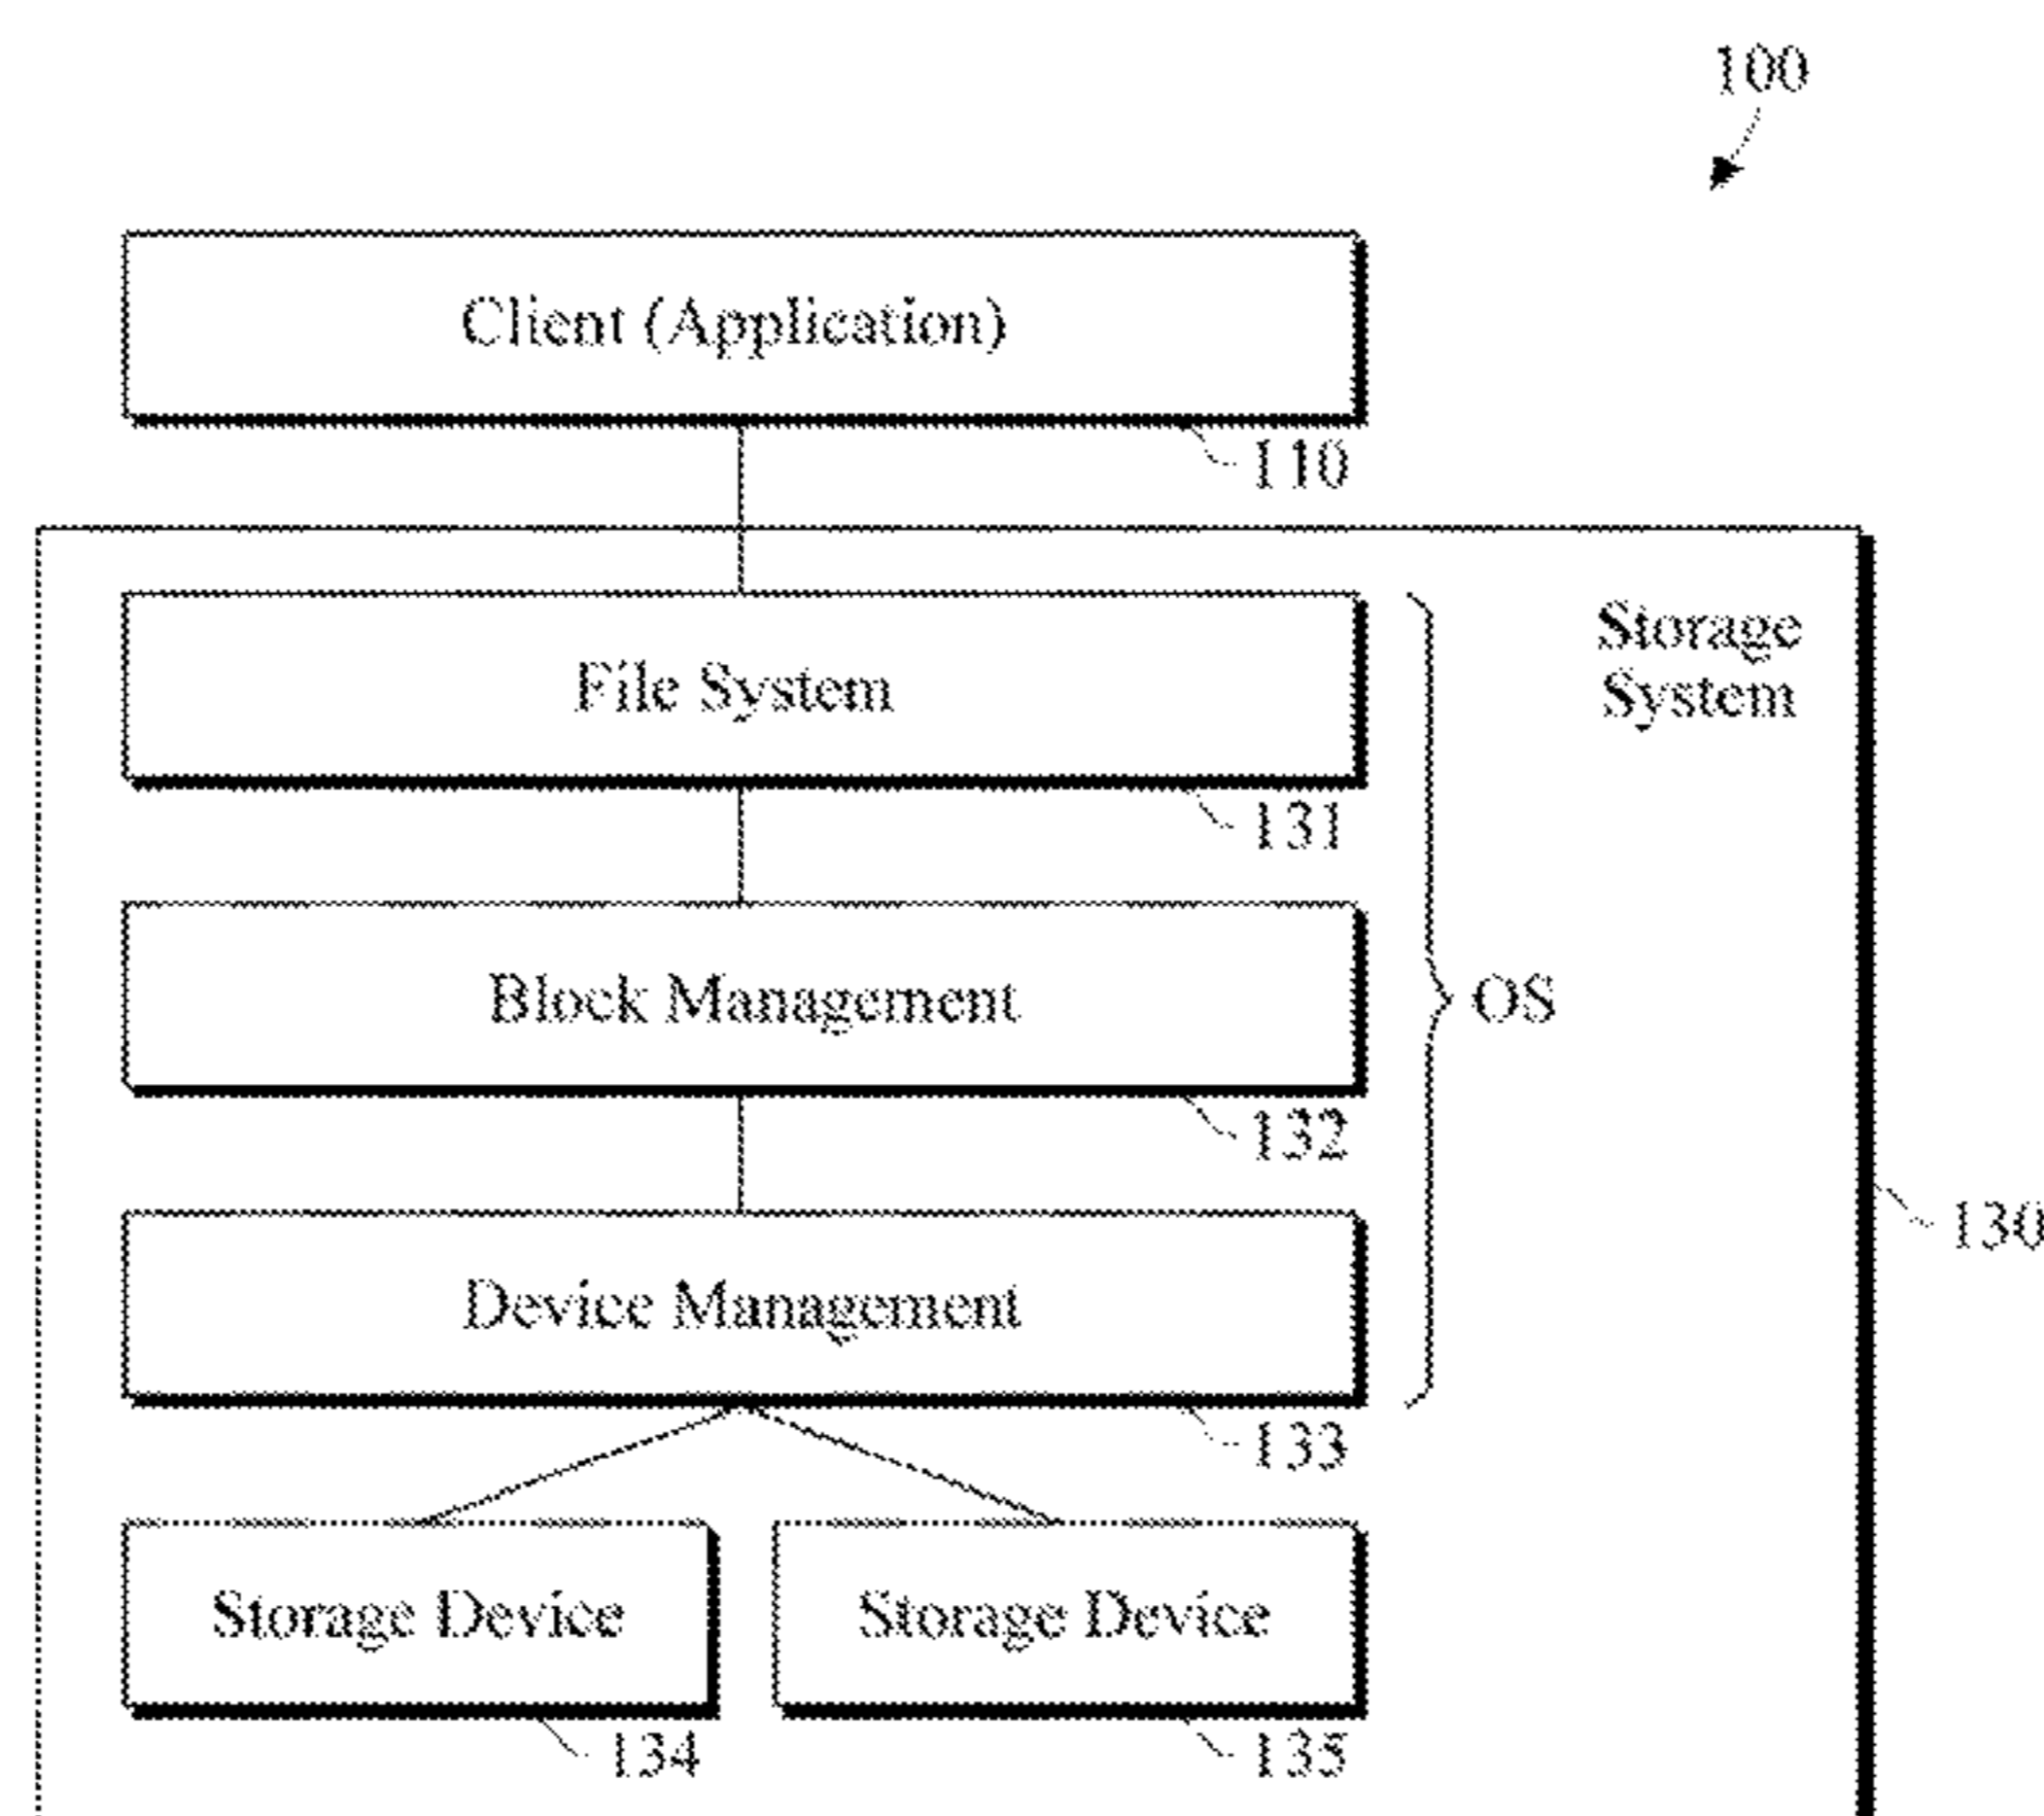 100
Client (Application)
110
Storage
System
File System
131
Block Management
OS
132
130
Device Management
133
Storage Device
Storage Device
134
135